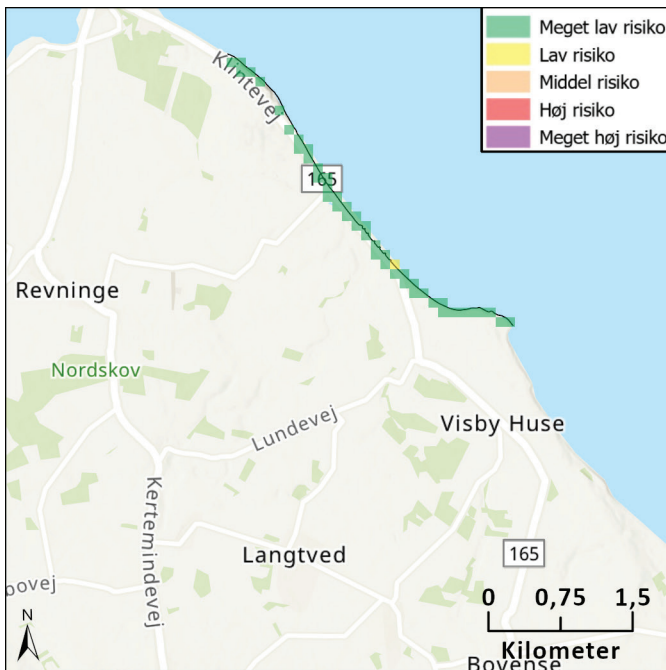 Meget lav risiko
Lav risiko
Middel risiko
Høj risiko
Meget høj risiko
Klintevej
165
Revninge
Nordskov
Lundevej
Visby Huse
Kertemindevej
Langtved
165
bovej
0 0,75 1,5
Kilometer
N
Bovense